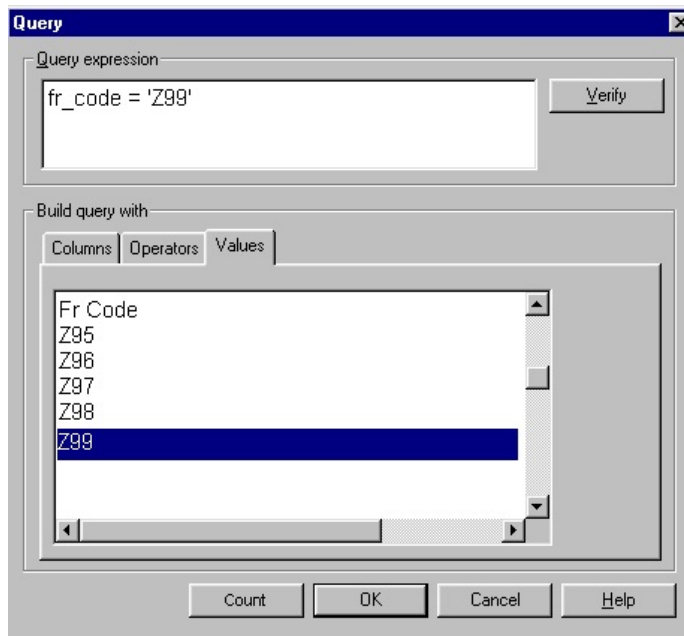 Query
Query expression
fr_code = 'Z99'
Verify
Build query with
Columns Operators Values
Fr Code
Z95
Z96
Z97
Z98
Z99
Count OK Cancel Help